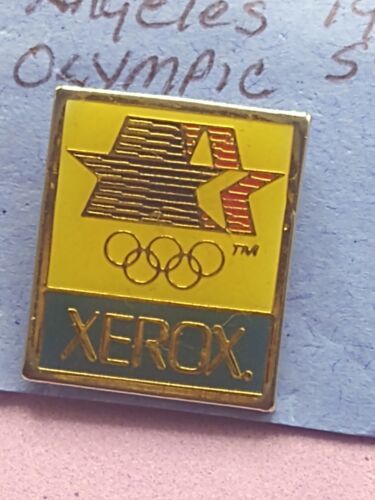 Angeles 19
OLYMPIC S
TM
XEROX®